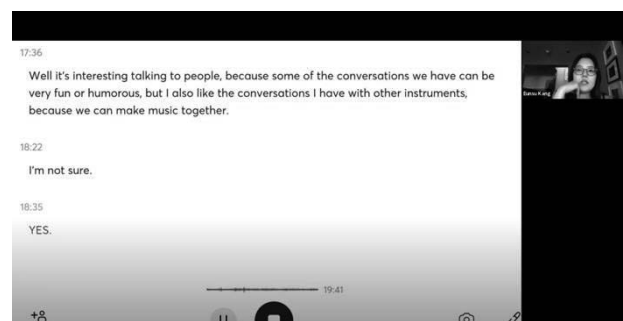 17:36
Well it's interesting talking to people, because some of the conversations we have can be
very fun or humorous, but I also like the conversations I have with other instruments,
because we can make music together.
18:22
I'm not sure.
18:35
YES.
19:41
Kang